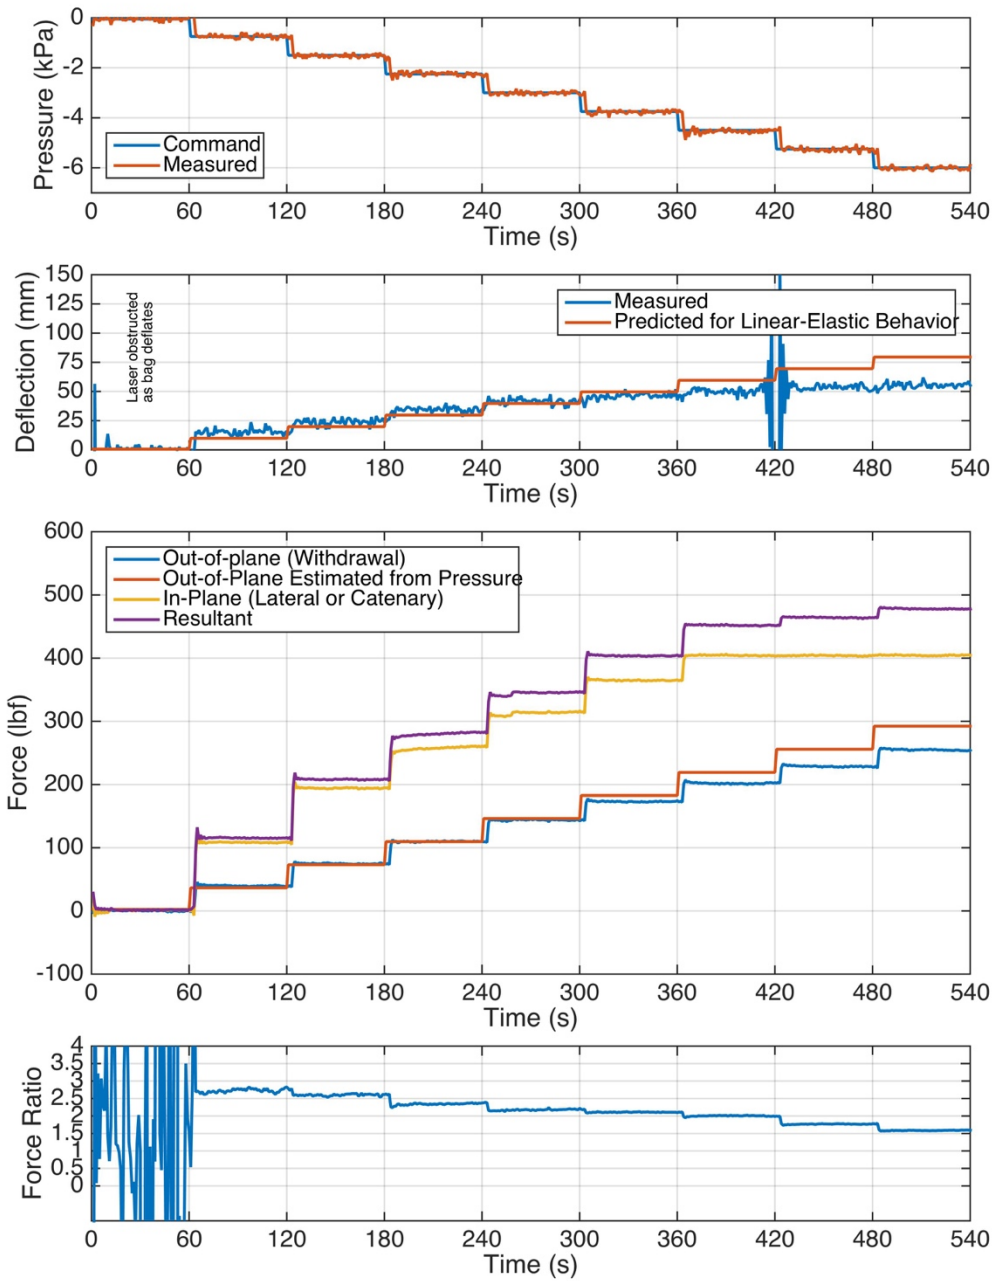 Pressure (kPa)
0
-2
-4
-6
Command
Measured
0 60 120 180 240 300 360 420 480 540
Time (s)
Deflection (mm)
150
125
100
75
50
25
0
Laser obstructed
as bag deflates
Measured
Predicted for Linear-Elastic Behavior
0 60 120 180 240 300 360 420 480 540
Time (s)
Force (lbf)
600
500
400
300
200
100
0
-100
Out-of-plane (Withdrawal)
Out-of-Plane Estimated from Pressure
In-Plane (Lateral or Catenary)
Resultant
0 60 120 180 240 300 360 420 480 540
Time (s)
Force Ratio
4
3.5
3
2.5
2
1.5
1
0.5
0
0 60 120 180 240 300 360 420 480 540
Time (s)